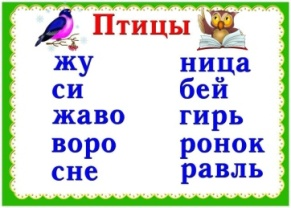 Птицы
жу ница
си бей
жаво гирь
воро ронок
сне равль